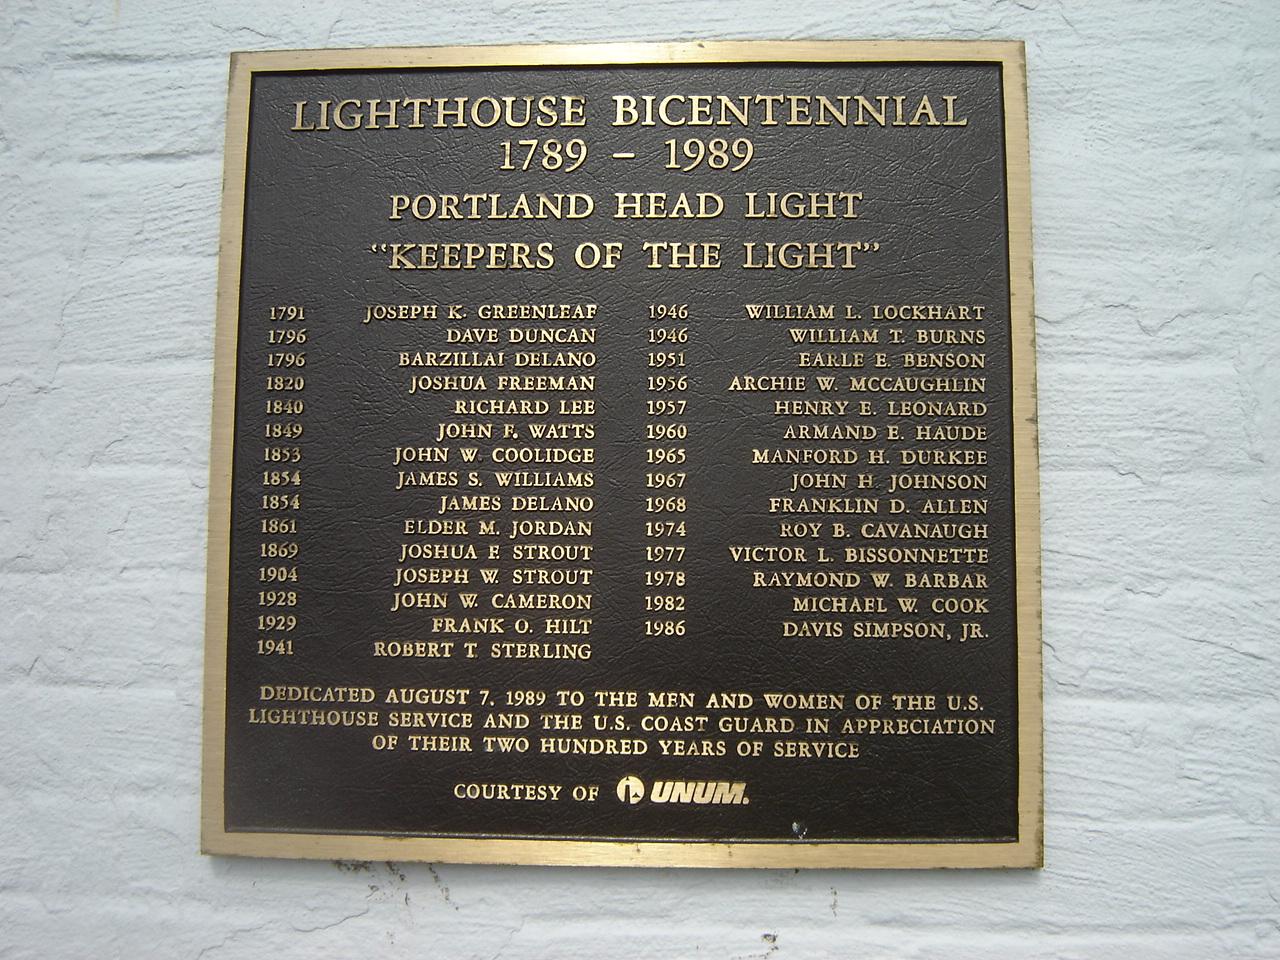 LIGHTHOUSE BICENTENNIAL
1789 – 1989
PORTLAND HEAD LIGHT
“KEEPERS OF THE LIGHT”
1791 JOSEPH K. GREENLEAF
1796 DAVE DUNCAN
1796 BARZILLAI DELANO
1820 JOSHUA FREEMAN
1840 RICHARD LEE
1849 JOHN F. WATTS
1853 JOHN W. COOLIDGE
1854 JAMES S. WILLIAMS
1854 JAMES DELANO
1861 ELDER M. JORDAN
1869 JOSHUA F. STROUT
1904 JOSEPH W. STROUT
1928 JOHN W. CAMERON
1929 FRANK O. HILT
1941 ROBERT T. STERLING
1946 WILLIAM L. LOCKHART
1946 WILLIAM T. BURNS
1951 EARLE E. BENSON
1956 ARCHIE W. MCCAUGHLIN
1957 HENRY E. LEONARD
1960 ARMAND E. HAUDE
1965 MANFORD H. DURKEE
1967 JOHN H. JOHNSON
1968 FRANKLIN D. ALLEN
1974 ROY B. CAVANAUGH
1977 VICTOR L. BISSONNETTE
1978 RAYMOND W. BARBAR
1982 MICHAEL W. COOK
1986 DAVIS SIMPSON, JR.
DEDICATED AUGUST 7, 1989 TO THE MEN AND WOMEN OF THE U.S.
LIGHTHOUSE SERVICE AND THE U.S. COAST GUARD IN APPRECIATION
OF THEIR TWO HUNDRED YEARS OF SERVICE
COURTESY OF UNUM.